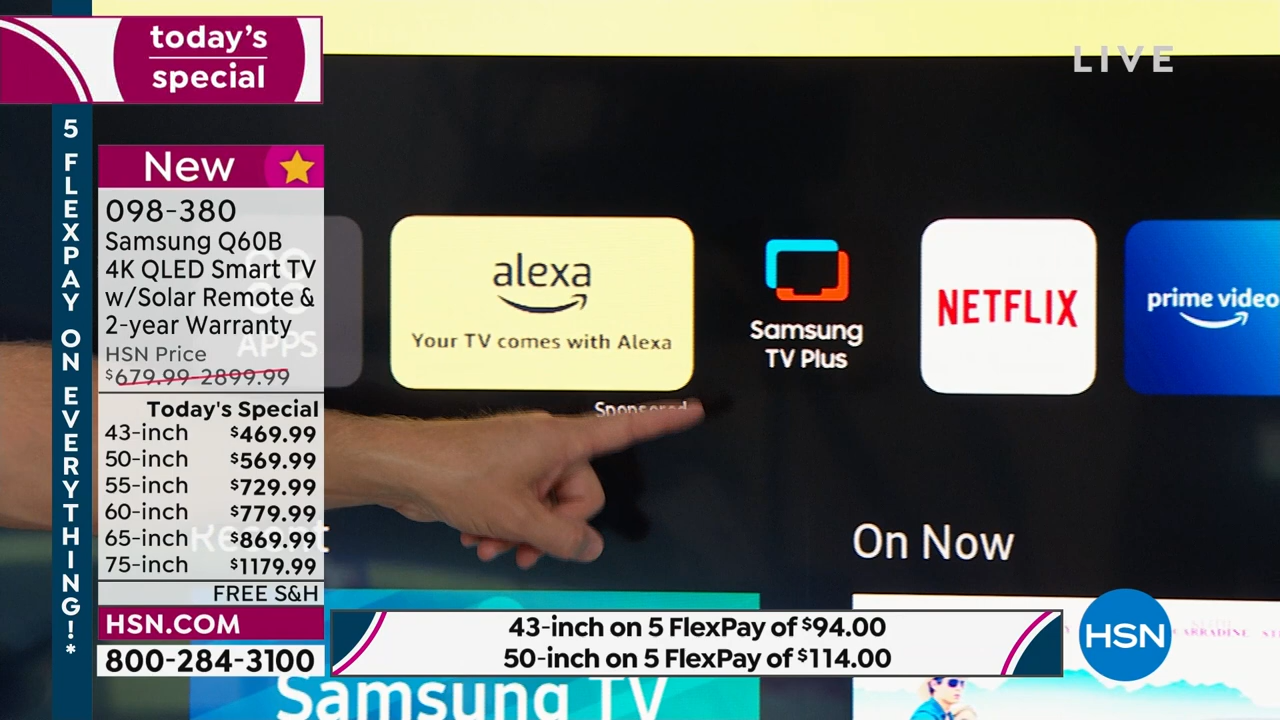 today's
special
LIVE
5 FLEXPAY ON EVERYTHING!*
New
098-380
Samsung Q60B
4K QLED Smart TV
w/Solar Remote &
2-year Warranty
HSN Price
$679.99-2899.99
Today's Special
43-inch $469.99
50-inch $569.99
55-inch $729.99
60-inch $779.99
65-inch $869.99
75-inch $1179.99
FREE S&H
HSN.COM
800-284-3100
APPS
alexa
Your TV comes with Alexa
Sponsored
Samsung
TV Plus
NETFLIX
prime video
Recent
On Now
43-inch on 5 FlexPay of $94.00
50-inch on 5 FlexPay of $114.00
HSN
CARRADINE
Samsung TV